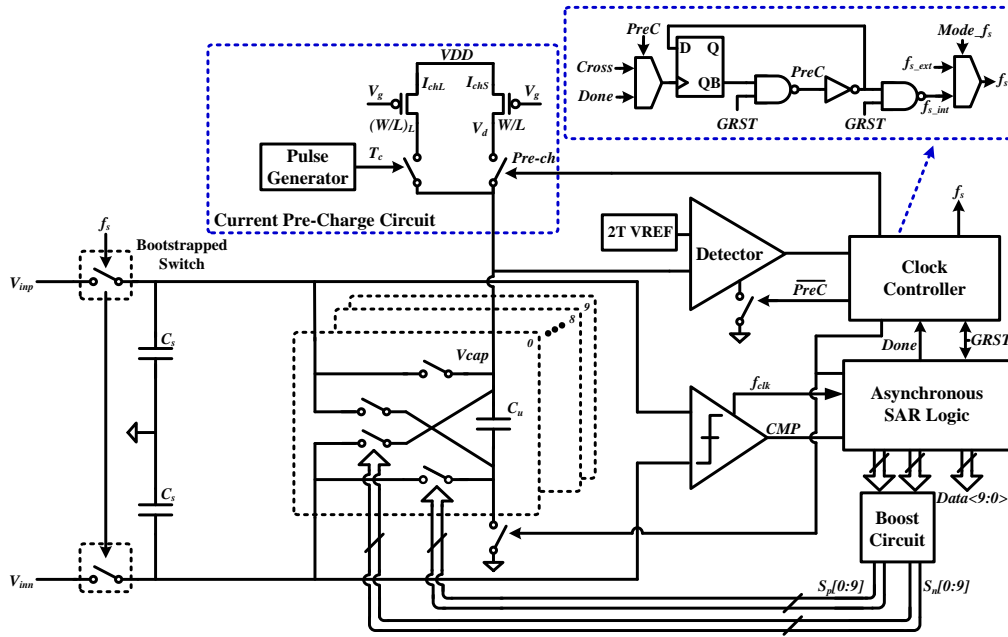 PreC
Mode_fs
D Q
QB
Cross
Done
PreC
GRST
GRST
fs_ext
fs_int
fs
VDD
IchL
IchS
Vg
Vg
(W/L)L
Vd
W/L
Pulse
Generator
Tc
Pre-ch
Current Pre-Charge Circuit
fs
Bootstrapped
Switch
2T VREF
Detector
fs
Clock
Controller
PreC
Vinp
Cs
9
8
0
Vcap
Cu
Done
GRST
fclk
CMP
Asynchronous
SAR Logic
Cs
Data<9:0>
Boost
Circuit
Vinn
Sp[0:9]
Sn[0:9]